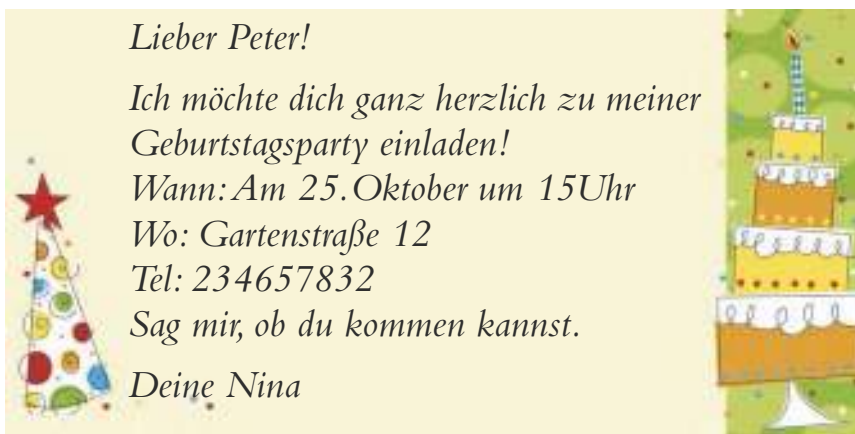 Lieber Peter!
Ich möchte dich ganz herzlich zu meiner
Geburtstagsparty einladen!
Wann: Am 25. Oktober um 15Uhr
Wo: Gartenstraße 12
Tel: 234657832
Sag mir, ob du kommen kannst.
Deine Nina